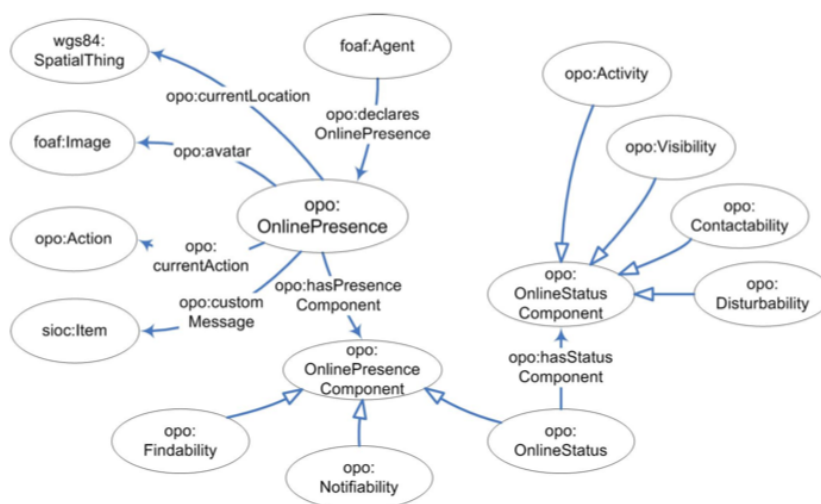 wgs84:
SpatialThing
foaf:Agent
opo:Activity
opo:currentLocation
opo:declares
OnlinePresence
foaf:Image
opo:avatar
opo:Visibility
opo:
OnlinePresence
opo:
Contactability
opo:Action
opo:
currentAction
opo:hasPresence
Component
opo:
OnlineStatus
Component
opo:
Disturbability
sioc:Item
opo:custom
Message
opo:
OnlinePresence
Component
opo:hasStatus
Component
opo:
Findability
opo:
Notifiability
opo:
OnlineStatus